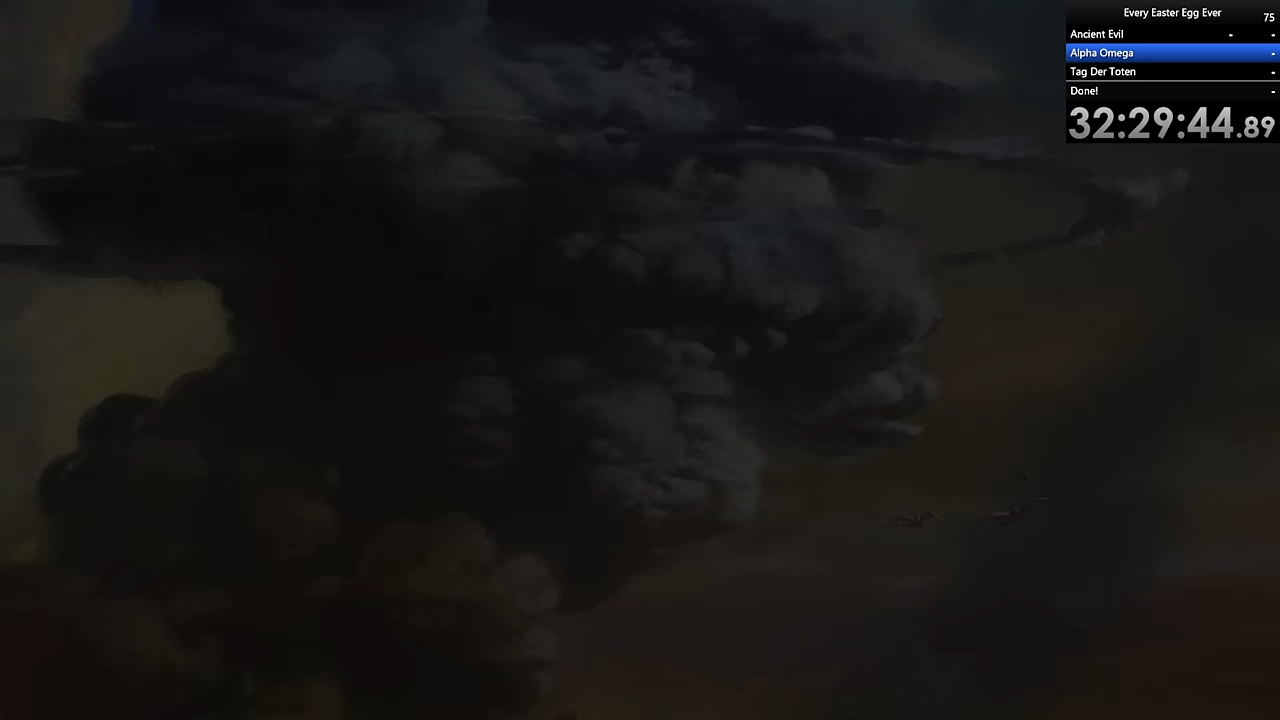 Every Easter Egg Ever 75
Ancient Evil - -
Alpha Omega -
Tag Der Toten -
Done! -
32:29:44.89